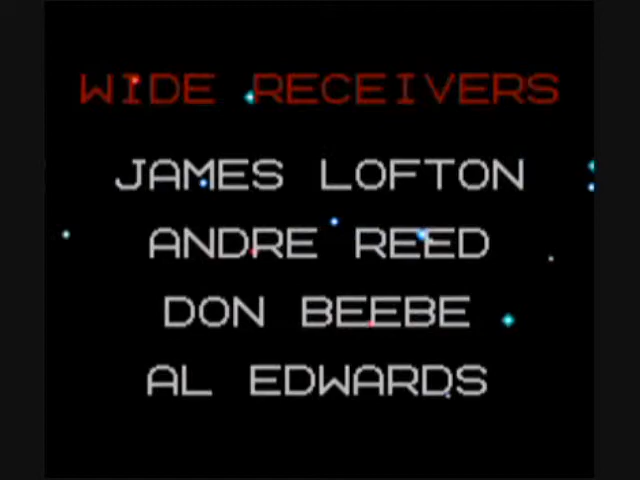 WIDE RECEIVERS
JAMES LOFTON
ANDRE REED
DON BEEBE
AL EDWARDS